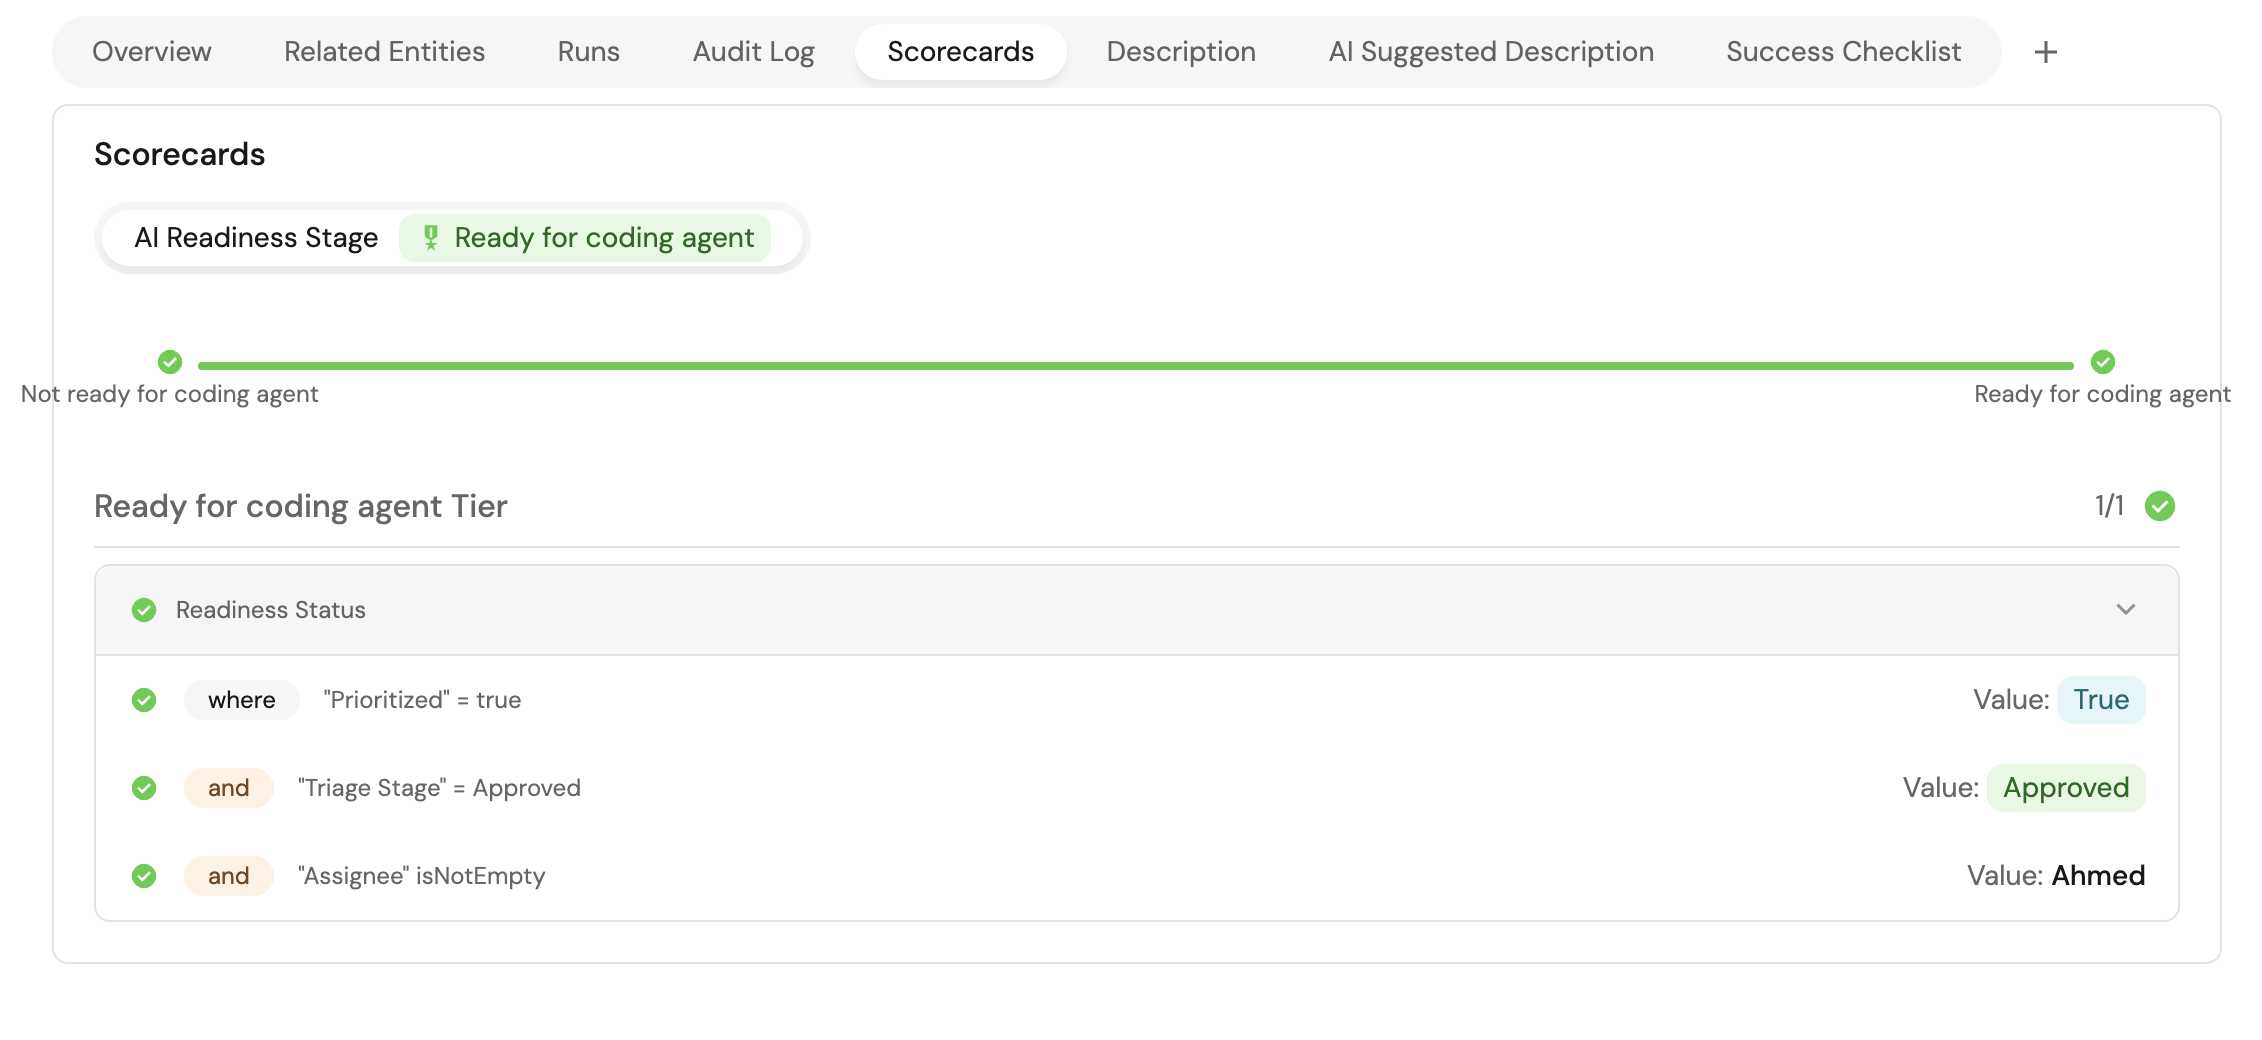 Overview Related Entities Runs Audit Log Scorecards Description AI Suggested Description Success Checklist +
Scorecards
AI Readiness Stage Ready for coding agent
Not ready for coding agent Ready for coding agent
Ready for coding agent Tier 1/1
Readiness Status
where "Prioritized" = true Value: True
and "Triage Stage" = Approved Value: Approved
and "Assignee" isNotEmpty Value: Ahmed